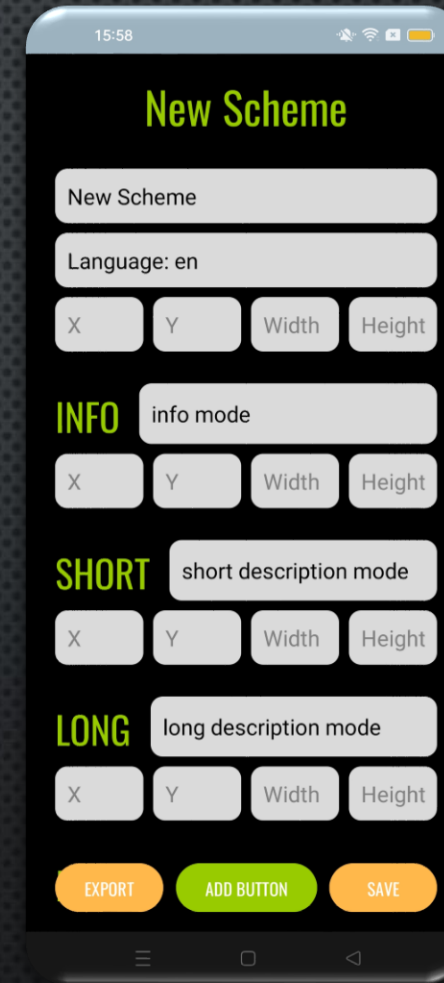 15:58
New Scheme
New Scheme
Language: en
X Y Width Height
INFO info mode
X Y Width Height
SHORT short description mode
X Y Width Height
LONG long description mode
X Y Width Height
EXPORT ADD BUTTON SAVE